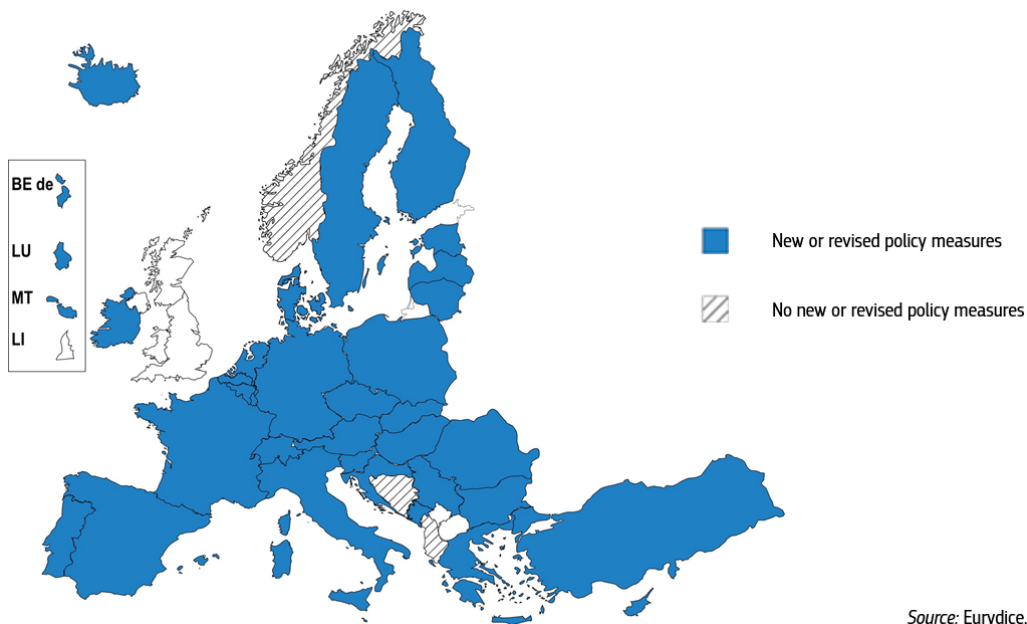 BE de
LU
MT
LI
New or revised policy measures
No new or revised policy measures
Source: Eurydice.